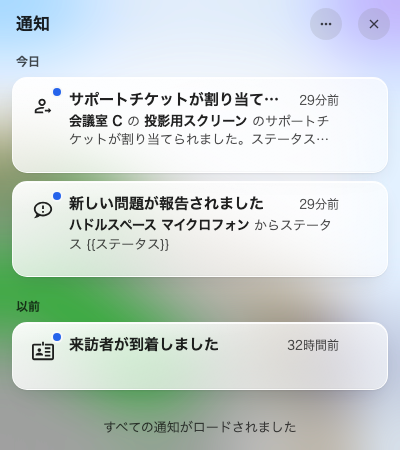 通知
今日
サポートチケットが割り当て… 29分前
会議室 C の 投影用スクリーン のサポートチ
ケットが割り当てられました。ステータス…
新しい問題が報告されました 29分前
ハドルスペース マイクロフォン からステータ
ス {{ステータス}}
以前
来訪者が到着しました 32時間前
すべての通知がロードされました